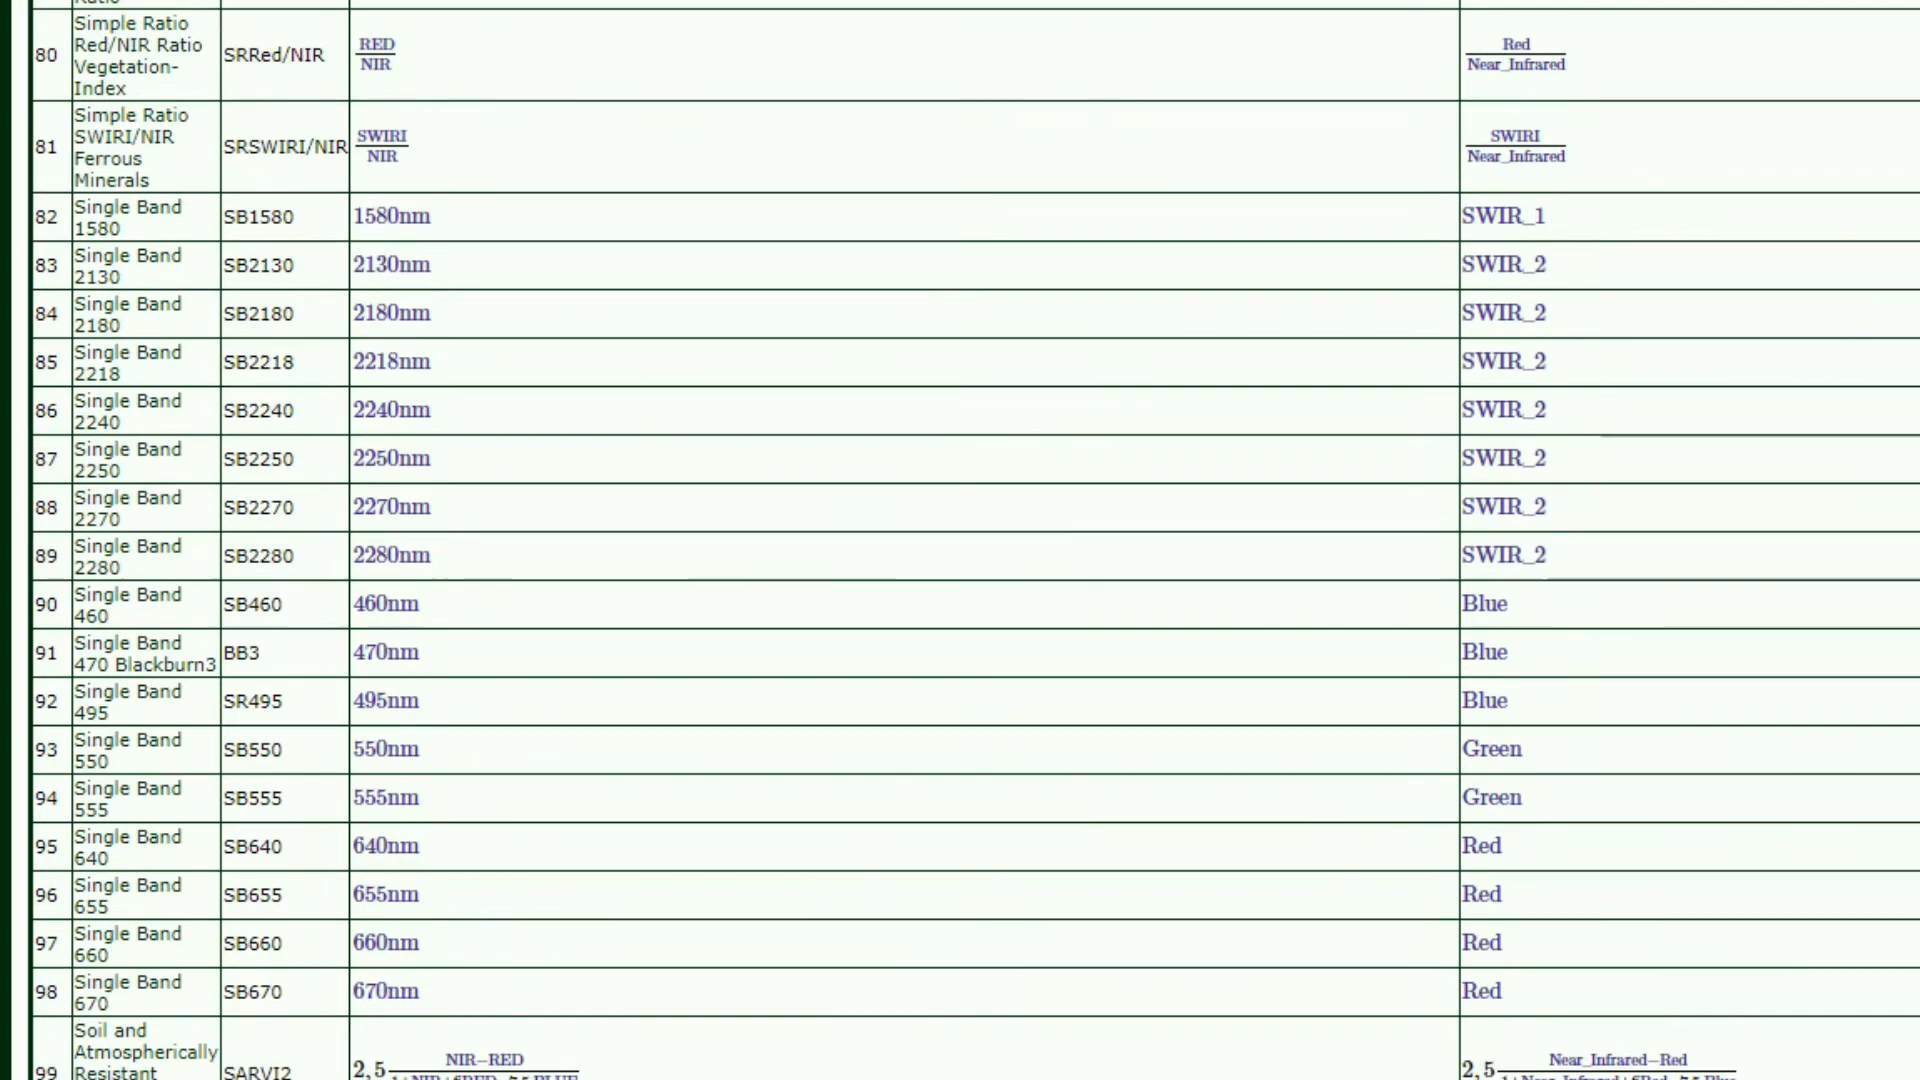 Ratio
80 Simple Ratio Red/NIR Ratio Vegetation-Index SRRed/NIR RED/NIR Red/Near_Infrared
81 Simple Ratio SWIRI/NIR Ferrous Minerals SRSWIRI/NIR SWIRI/NIR SWIRI/Near_Infrared
82 Single Band 1580 SB1580 1580nm SWIR_1
83 Single Band 2130 SB2130 2130nm SWIR_2
84 Single Band 2180 SB2180 2180nm SWIR_2
85 Single Band 2218 SB2218 2218nm SWIR_2
86 Single Band 2240 SB2240 2240nm SWIR_2
87 Single Band 2250 SB2250 2250nm SWIR_2
88 Single Band 2270 SB2270 2270nm SWIR_2
89 Single Band 2280 SB2280 2280nm SWIR_2
90 Single Band 460 SB460 460nm Blue
91 Single Band 470 Blackburn3 BB3 470nm Blue
92 Single Band 495 SR495 495nm Blue
93 Single Band 550 SB550 550nm Green
94 Single Band 555 SB555 555nm Green
95 Single Band 640 SB640 640nm Red
96 Single Band 655 SB655 655nm Red
97 Single Band 660 SB660 660nm Red
98 Single Band 670 SB670 670nm Red
99 Soil and Atmospherically Resistant SARVI2 2,5 NIR−RED 2,5 Near_Infrared−Red